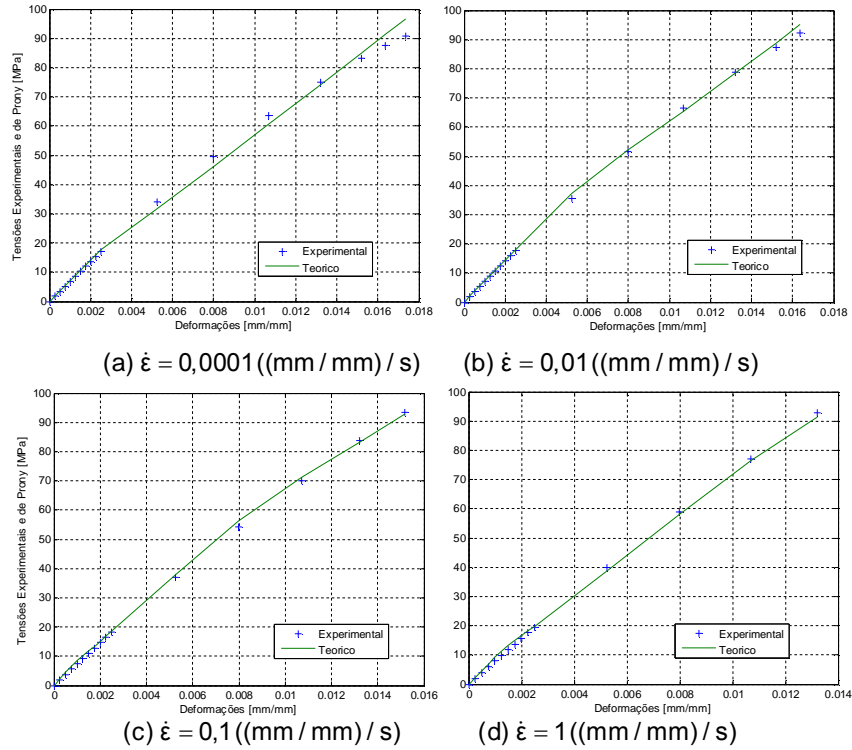 Tensões Experimentais e de Prony [MPa]
100
90
80
70
60
50
40
30
20
10
0
Experimental
Teorico
0 0.002 0.004 0.006 0.008 0.01 0.012 0.014 0.016 0.018
Deformações [mm/mm]
(a) ε̇ = 0,0001((mm / mm) / s)
100
90
80
70
60
50
40
30
20
10
0
Experimental
Teorico
0 0.002 0.004 0.006 0.008 0.01 0.012 0.014 0.016 0.018
Deformações [mm/mm]
(b) ε̇ = 0,01((mm / mm) / s)
Tensões Experimentais e de Prony [MPa]
100
90
80
70
60
50
40
30
20
10
0
Experimental
Teorico
0 0.002 0.004 0.006 0.008 0.01 0.012 0.014 0.016
Deformações [mm/mm]
(c) ε̇ = 0,1((mm / mm) / s)
100
90
80
70
60
50
40
30
20
10
0
Experimental
Teorico
0 0.002 0.004 0.006 0.008 0.01 0.012 0.014
Deformações [mm/mm]
(d) ε̇ = 1((mm / mm) / s)